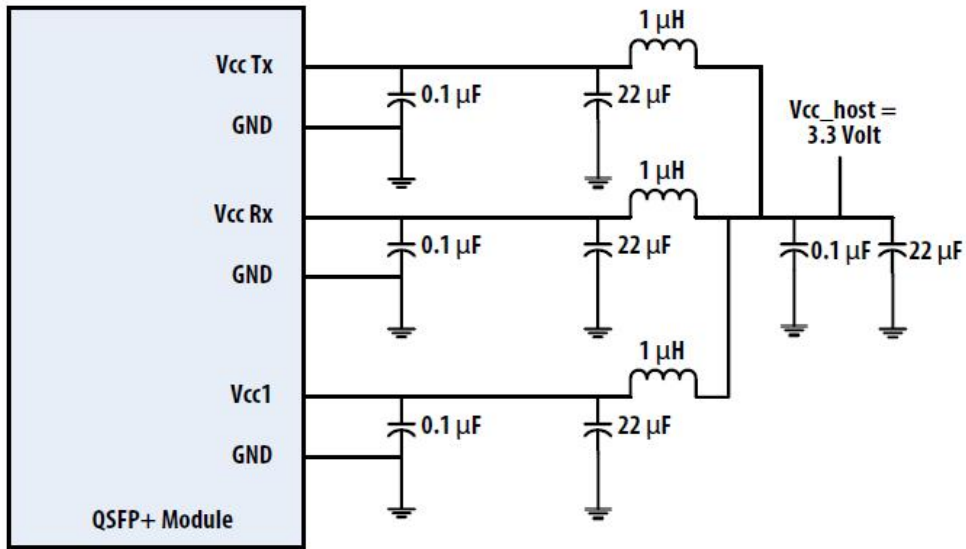 1 μH
Vcc Tx
0.1 μF
22 μF
GND
Vcc_host =
3.3 Volt
1 μH
Vcc Rx
0.1 μF
22 μF
0.1 μF
22 μF
GND
1 μH
Vcc1
0.1 μF
22 μF
GND
QSFP+ Module